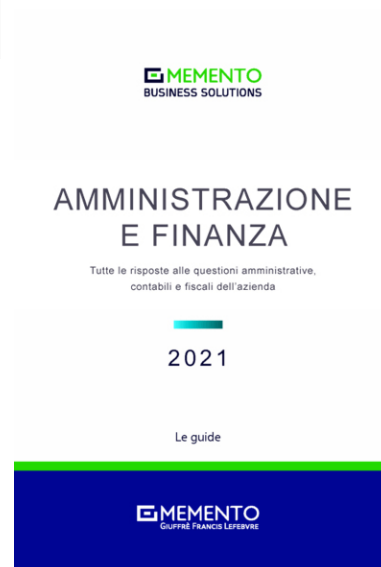 MEMENTO
BUSINESS SOLUTIONS
AMMINISTRAZIONE
E FINANZA
Tutte le risposte alle questioni amministrative,
contabili e fiscali dell'azienda
2021
Le guide
MEMENTO
GIUFFRÈ FRANCIS LEFEBVRE